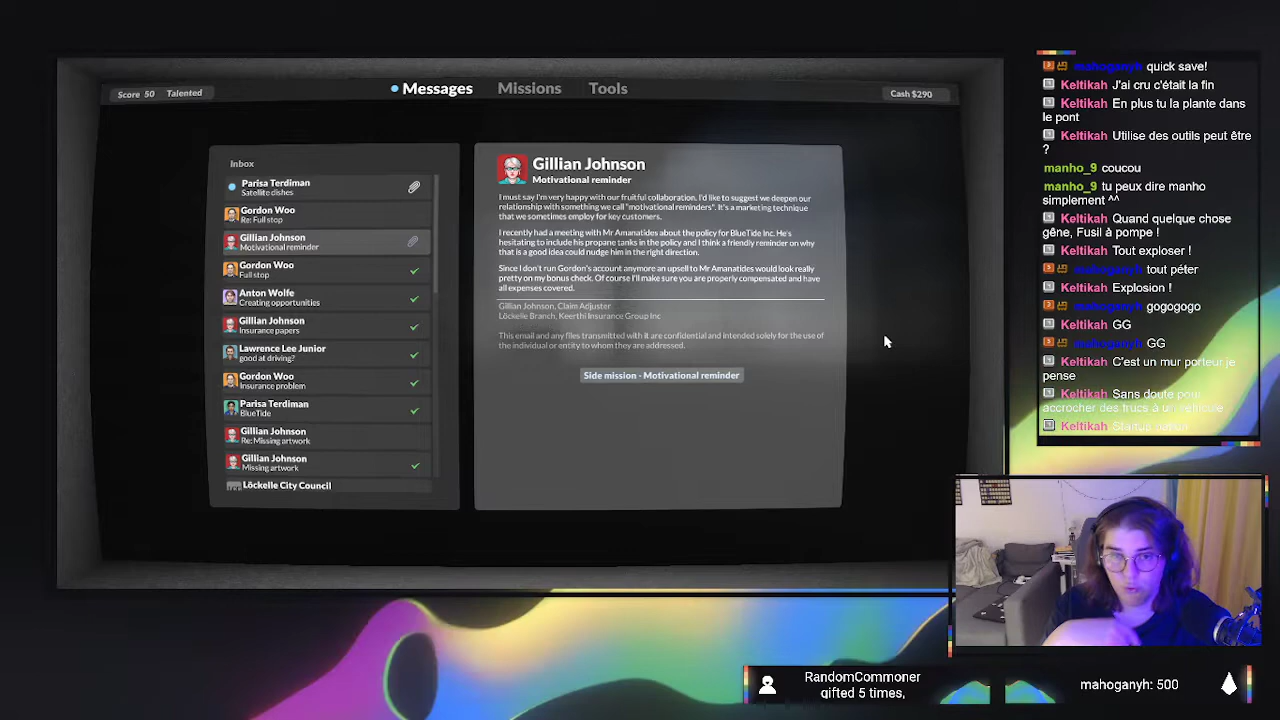 Score 50 Talented
Messages
Missions
Tools
Cash $290
Inbox
Parisa Terdiman
Satellite dishes
Gordon Woo
Re: Full stop
Gillian Johnson
Motivational reminder
Gordon Woo
Full stop
Anton Wolfe
Creating opportunities
Gillian Johnson
Insurance papers
Lawrence Lee Junior
good at driving?
Gordon Woo
Insurance problem
Parisa Terdiman
BlueTide
Gillian Johnson
Re: Missing artwork
Gillian Johnson
Missing artwork
LCC
Löckelle City Council
Gillian Johnson
Motivational reminder
I must say I'm very happy with our fruitful collaboration. I'd like to suggest we deepen our
relationship with something we call "motivational reminders". It's a marketing technique
that we sometimes employ for key customers.
I recently had a meeting with Mr Amanatides about the policy for BlueTide Inc. He's
hesitating to include his propane tanks in the policy and I think a friendly reminder on why
that is a good idea could nudge him in the right direction.
Since I don't run Gordon's account anymore an upsell to Mr Amanatides would look really
pretty on my bonus check. Of course I'll make sure you are properly compensated and have
all expenses covered.
Gillian Johnson, Claim Adjuster
Löckelle Branch, Keerthi Insurance Group Inc
This email and any files transmitted with it are confidential and intended solely for the use of
the individual or entity to whom they are addressed.
Side mission - Motivational reminder
mahoganyh quick save!
Keltikah J'ai cru c'était la fin
Keltikah En plus tu la plante dans
le pont
Keltikah Utilise des outils peut être
?
manho_9 coucou
manho_9 tu peux dire manho
simplement ^^
Keltikah Quand quelque chose
gêne, Fusil à pompe !
Keltikah Tout exploser !
mahoganyh tout péter
Keltikah Explosion !
mahoganyh gogogogo
Keltikah GG
mahoganyh GG
Keltikah C'est un mur porteur je
pense
Keltikah Sans doute pour
accrocher des trucs à un véhicule
Keltikah Startup nation
RandomCommoner
gifted 5 times,
mahoganyh: 500